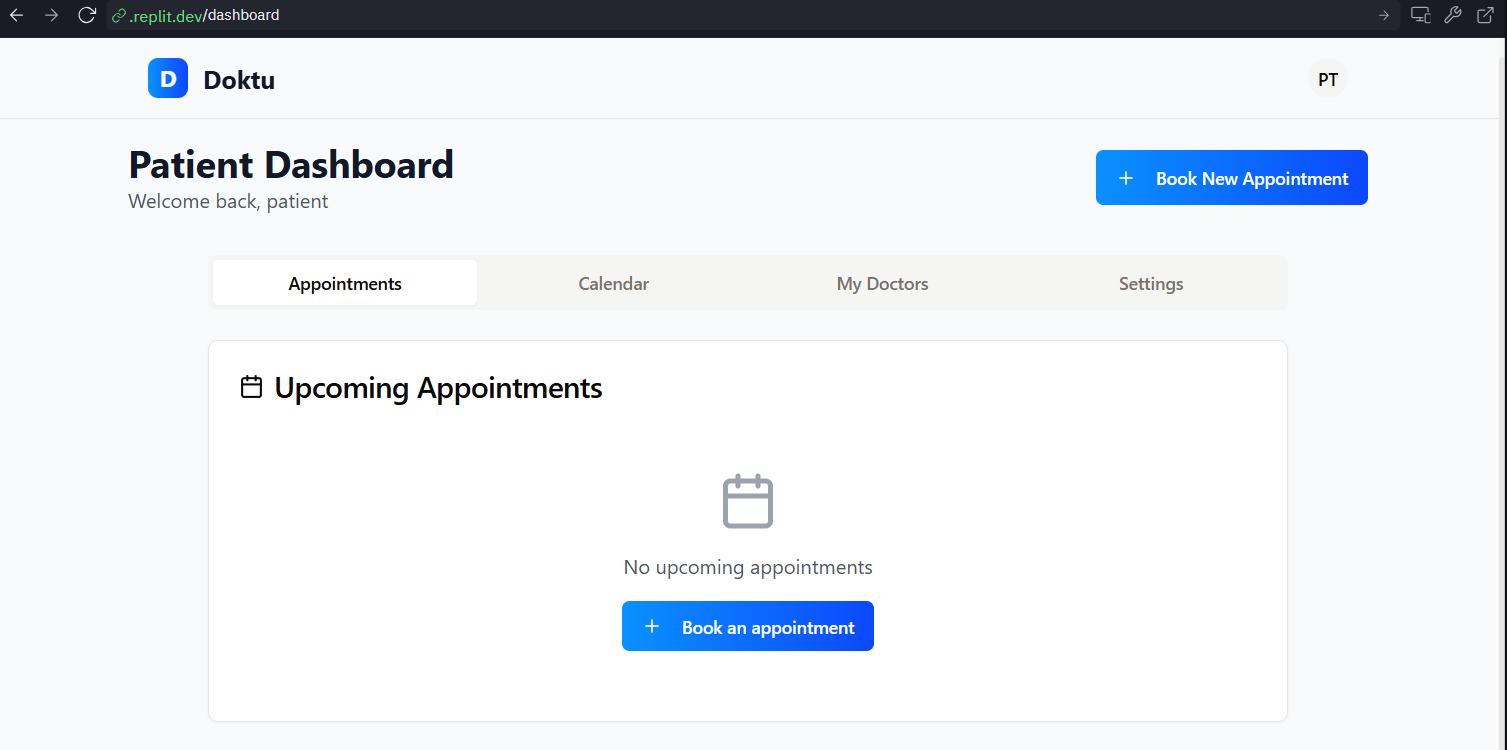 .replit.dev/dashboard
D Doktu
PT
Patient Dashboard
Welcome back, patient
+ Book New Appointment
Appointments Calendar My Doctors Settings
Upcoming Appointments
No upcoming appointments
+ Book an appointment